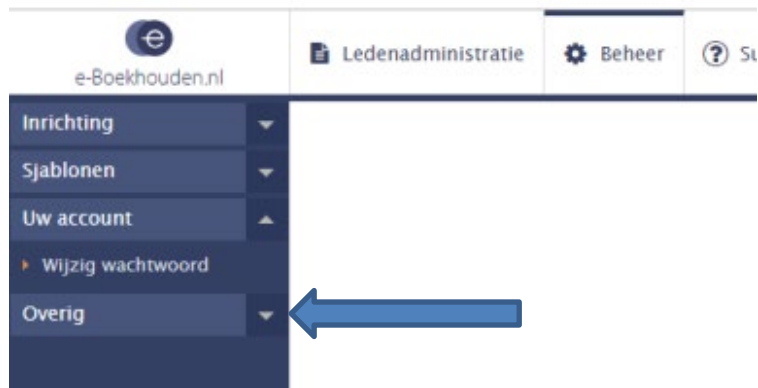 e-Boekhouden.nl
Ledenadministratie
Beheer
Inrichting
Sjablonen
Uw account
Wijzig wachtwoord
Overig